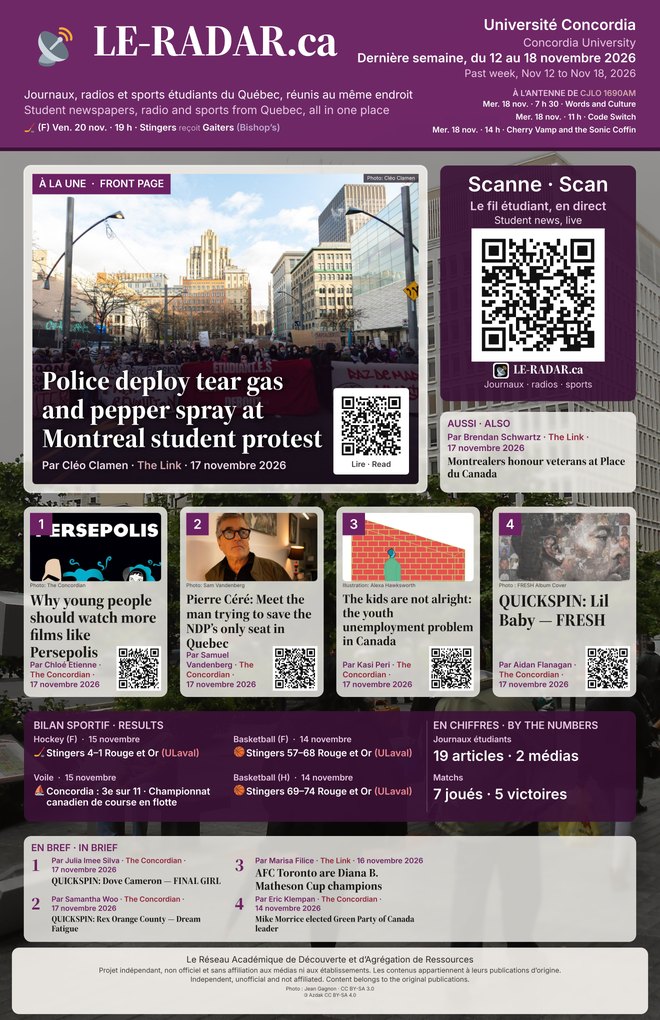 LE-RADAR.ca
Université Concordia
Concordia University
Dernière semaine, du 12 au 18 novembre 2026
Past week, Nov 12 to Nov 18, 2026
Journaux, radios et sports étudiants du Québec, réunis au même endroit
Student newspapers, radio and sports from Quebec, all in one place
(F) Ven. 20 nov. · 19 h · Stingers reçoit Gaiters (Bishop's)
À L'ANTENNE DE CJLO 1690AM
Mer. 18 nov. · 7 h 30 · Words and Culture
Mer. 18 nov. · 11 h · Code Switch
Mer. 18 nov. · 14 h · Cherry Vamp and the Sonic Coffin
À LA UNE · FRONT PAGE
Photo: Cléo Clamen
ÉTUDIANT.E.S
Police deploy tear gas
and pepper spray at
Montreal student protest
Par Cléo Clamen · The Link · 17 novembre 2026
Lire · Read
Scanne · Scan
Le fil étudiant, en direct
Student news, live
LE-RADAR.ca
Journaux · radios · sports
AUSSI · ALSO
Par Brendan Schwartz · The Link ·
17 novembre 2026
Montrealers honour veterans at Place
du Canada
1
PERSEPOLIS
Photo: The Concordian
Why young people
should watch more
films like
Persepolis
Par Chloé Étienne ·
The Concordian ·
17 novembre 2026
2
Photo: Sam Vandenberg
Pierre Céré: Meet the
man trying to save the
NDP's only seat in
Quebec
Par Samuel
Vandenberg · The
Concordian ·
17 novembre 2026
3
Illustration: Alexa Hawksworth
The kids are not alright:
the youth
unemployment problem
in Canada
Par Kasi Peri · The
Concordian ·
17 novembre 2026
4
Photo : FRESH Album Cover
QUICKSPIN: Lil
Baby — FRESH
Par Aidan Flanagan ·
The Concordian ·
17 novembre 2026
BILAN SPORTIF · RESULTS
Hockey (F) · 15 novembre
Stingers 4–1 Rouge et Or (ULaval)
Basketball (F) · 14 novembre
Stingers 57–68 Rouge et Or (ULaval)
Voile · 15 novembre
Concordia : 3e sur 11 · Championnat
canadien de course en flotte
Basketball (H) · 14 novembre
Stingers 69–74 Rouge et Or (ULaval)
EN CHIFFRES · BY THE NUMBERS
Journaux étudiants
19 articles · 2 médias
Matchs
7 joués · 5 victoires
EN BREF · IN BRIEF
1
Par Julia Imee Silva · The Concordian ·
17 novembre 2026
QUICKSPIN: Dove Cameron — FINAL GIRL
2
Par Samantha Woo · The Concordian ·
17 novembre 2026
QUICKSPIN: Rex Orange County — Dream
Fatigue
3
Par Marisa Filice · The Link · 16 novembre 2026
AFC Toronto are Diana B.
Matheson Cup champions
4
Par Eric Klempan · The Concordian ·
14 novembre 2026
Mike Morrice elected Green Party of Canada
leader
Le Réseau Académique de Découverte et d'Agrégation de Ressources
Projet indépendant, non officiel et sans affiliation aux médias ni aux établissements. Les contenus appartiennent à leurs publications d'origine.
Independent, unofficial and not affiliated. Content belongs to the original publications.
Photo : Jean Gagnon · CC BY-SA 3.0
© Azdak CC BY-SA 4.0